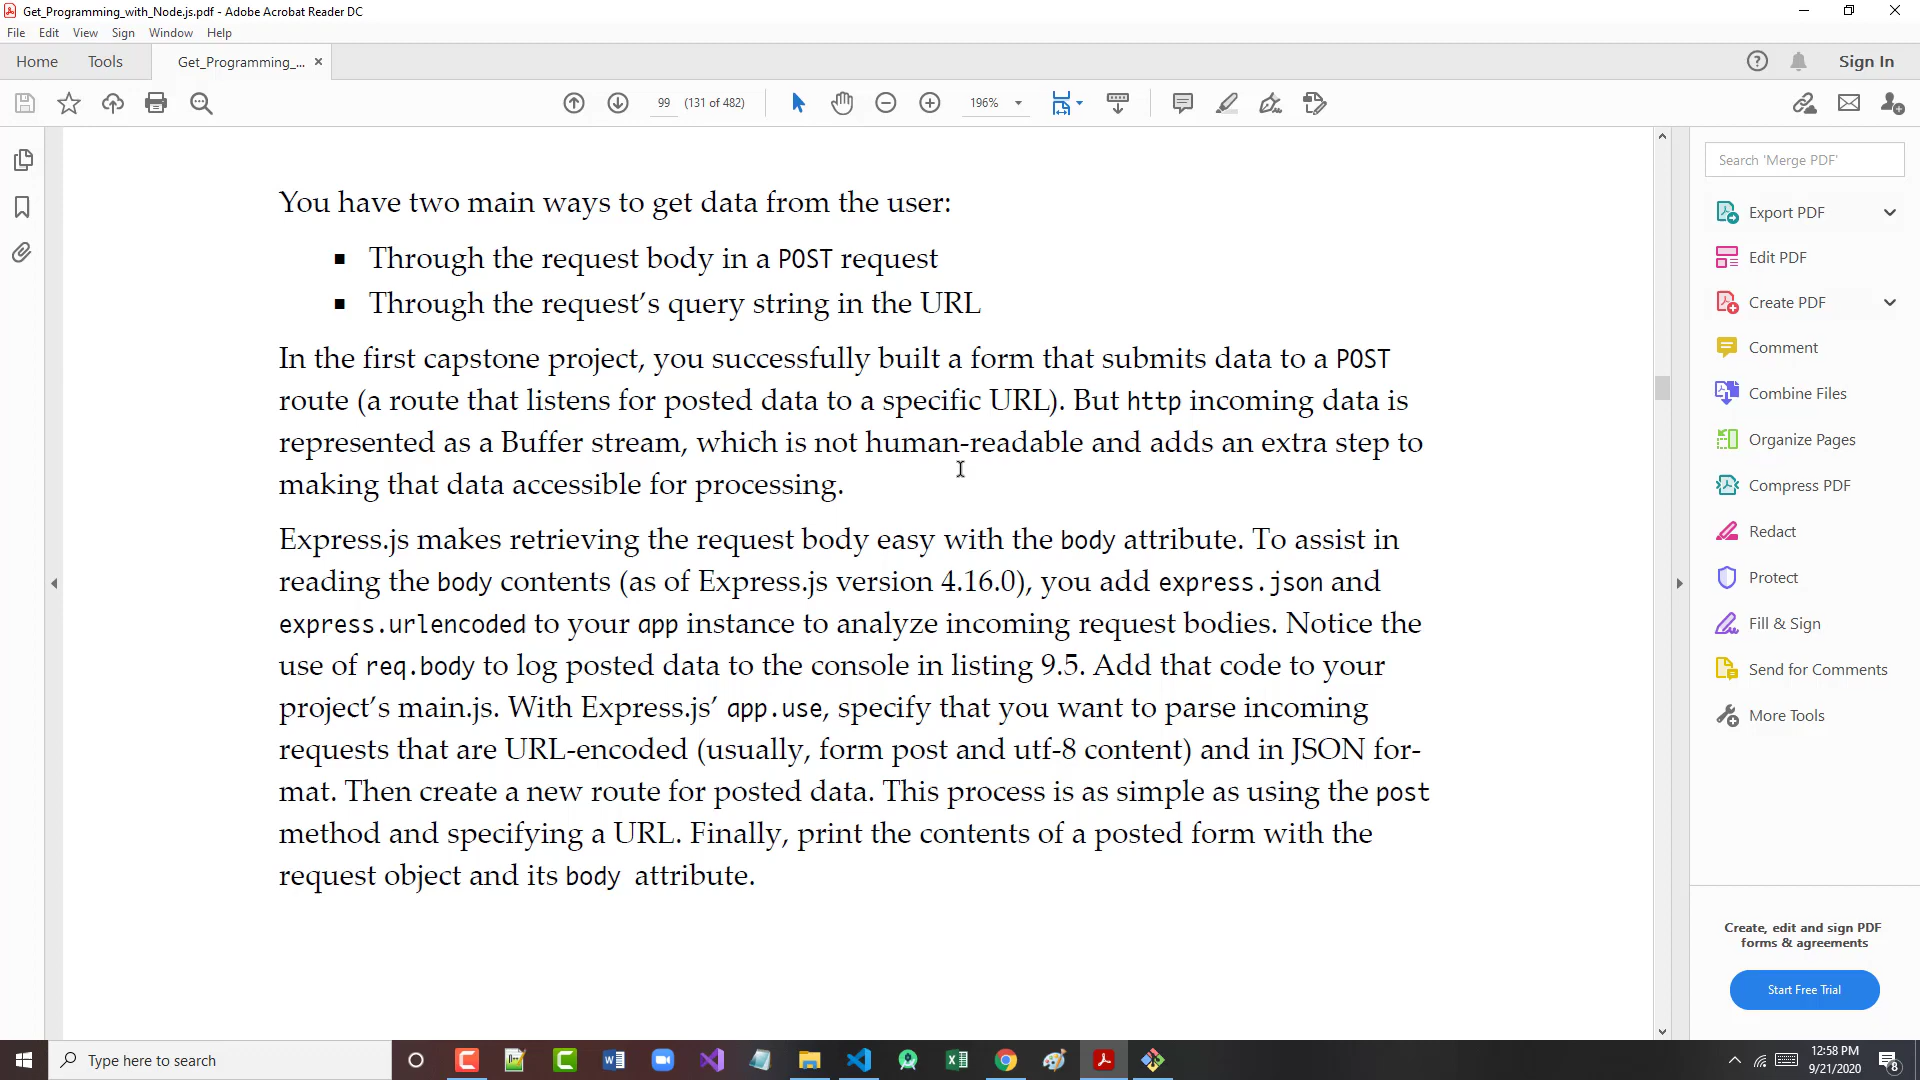 Get_Programming_with_Node.js.pdf - Adobe Acrobat Reader DC
File Edit View Sign Window Help
Home Tools Get_Programming_... × Sign In
99 (131 of 482) 196%
Search 'Merge PDF'
Export PDF
Edit PDF
Create PDF
Comment
Combine Files
Organize Pages
Compress PDF
Redact
Protect
Fill & Sign
Send for Comments
More Tools
Create, edit and sign PDF
forms & agreements
Start Free Trial
You have two main ways to get data from the user:
■ Through the request body in a POST request
■ Through the request’s query string in the URL
In the first capstone project, you successfully built a form that submits data to a POST
route (a route that listens for posted data to a specific URL). But http incoming data is
represented as a Buffer stream, which is not human-readable and adds an extra step to
making that data accessible for processing.
Express.js makes retrieving the request body easy with the body attribute. To assist in
reading the body contents (as of Express.js version 4.16.0), you add express.json and
express.urlencoded to your app instance to analyze incoming request bodies. Notice the
use of req.body to log posted data to the console in listing 9.5. Add that code to your
project’s main.js. With Express.js’ app.use, specify that you want to parse incoming
requests that are URL-encoded (usually, form post and utf-8 content) and in JSON for-
mat. Then create a new route for posted data. This process is as simple as using the post
method and specifying a URL. Finally, print the contents of a posted form with the
request object and its body attribute.
Type here to search
12:58 PM
9/21/2020
8